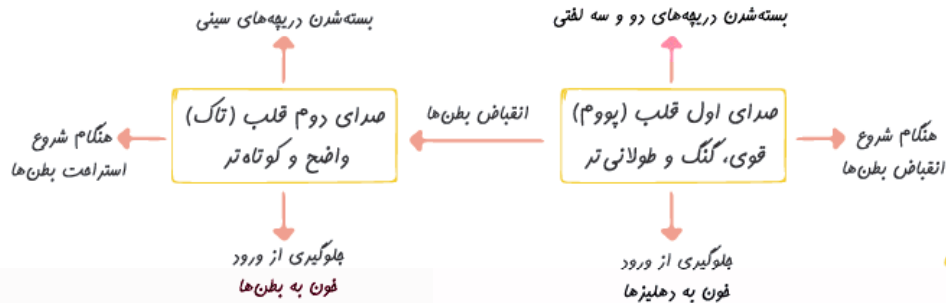 بسته‌شدن دریچه‌های دو و سه لختی
صدای اول قلب (پووم)
قوی، گنگ و طولانی‌تر
هنگام شروع
انقباض بطن‌ها
جلوگیری از ورود
خون به دهلیزها
انقباض بطن‌ها
بسته‌شدن دریچه‌های سینی
صدای دوم قلب (تاک)
واضح و کوتاه‌تر
هنگام شروع
استراحت بطن‌ها
جلوگیری از ورود
خون به بطن‌ها